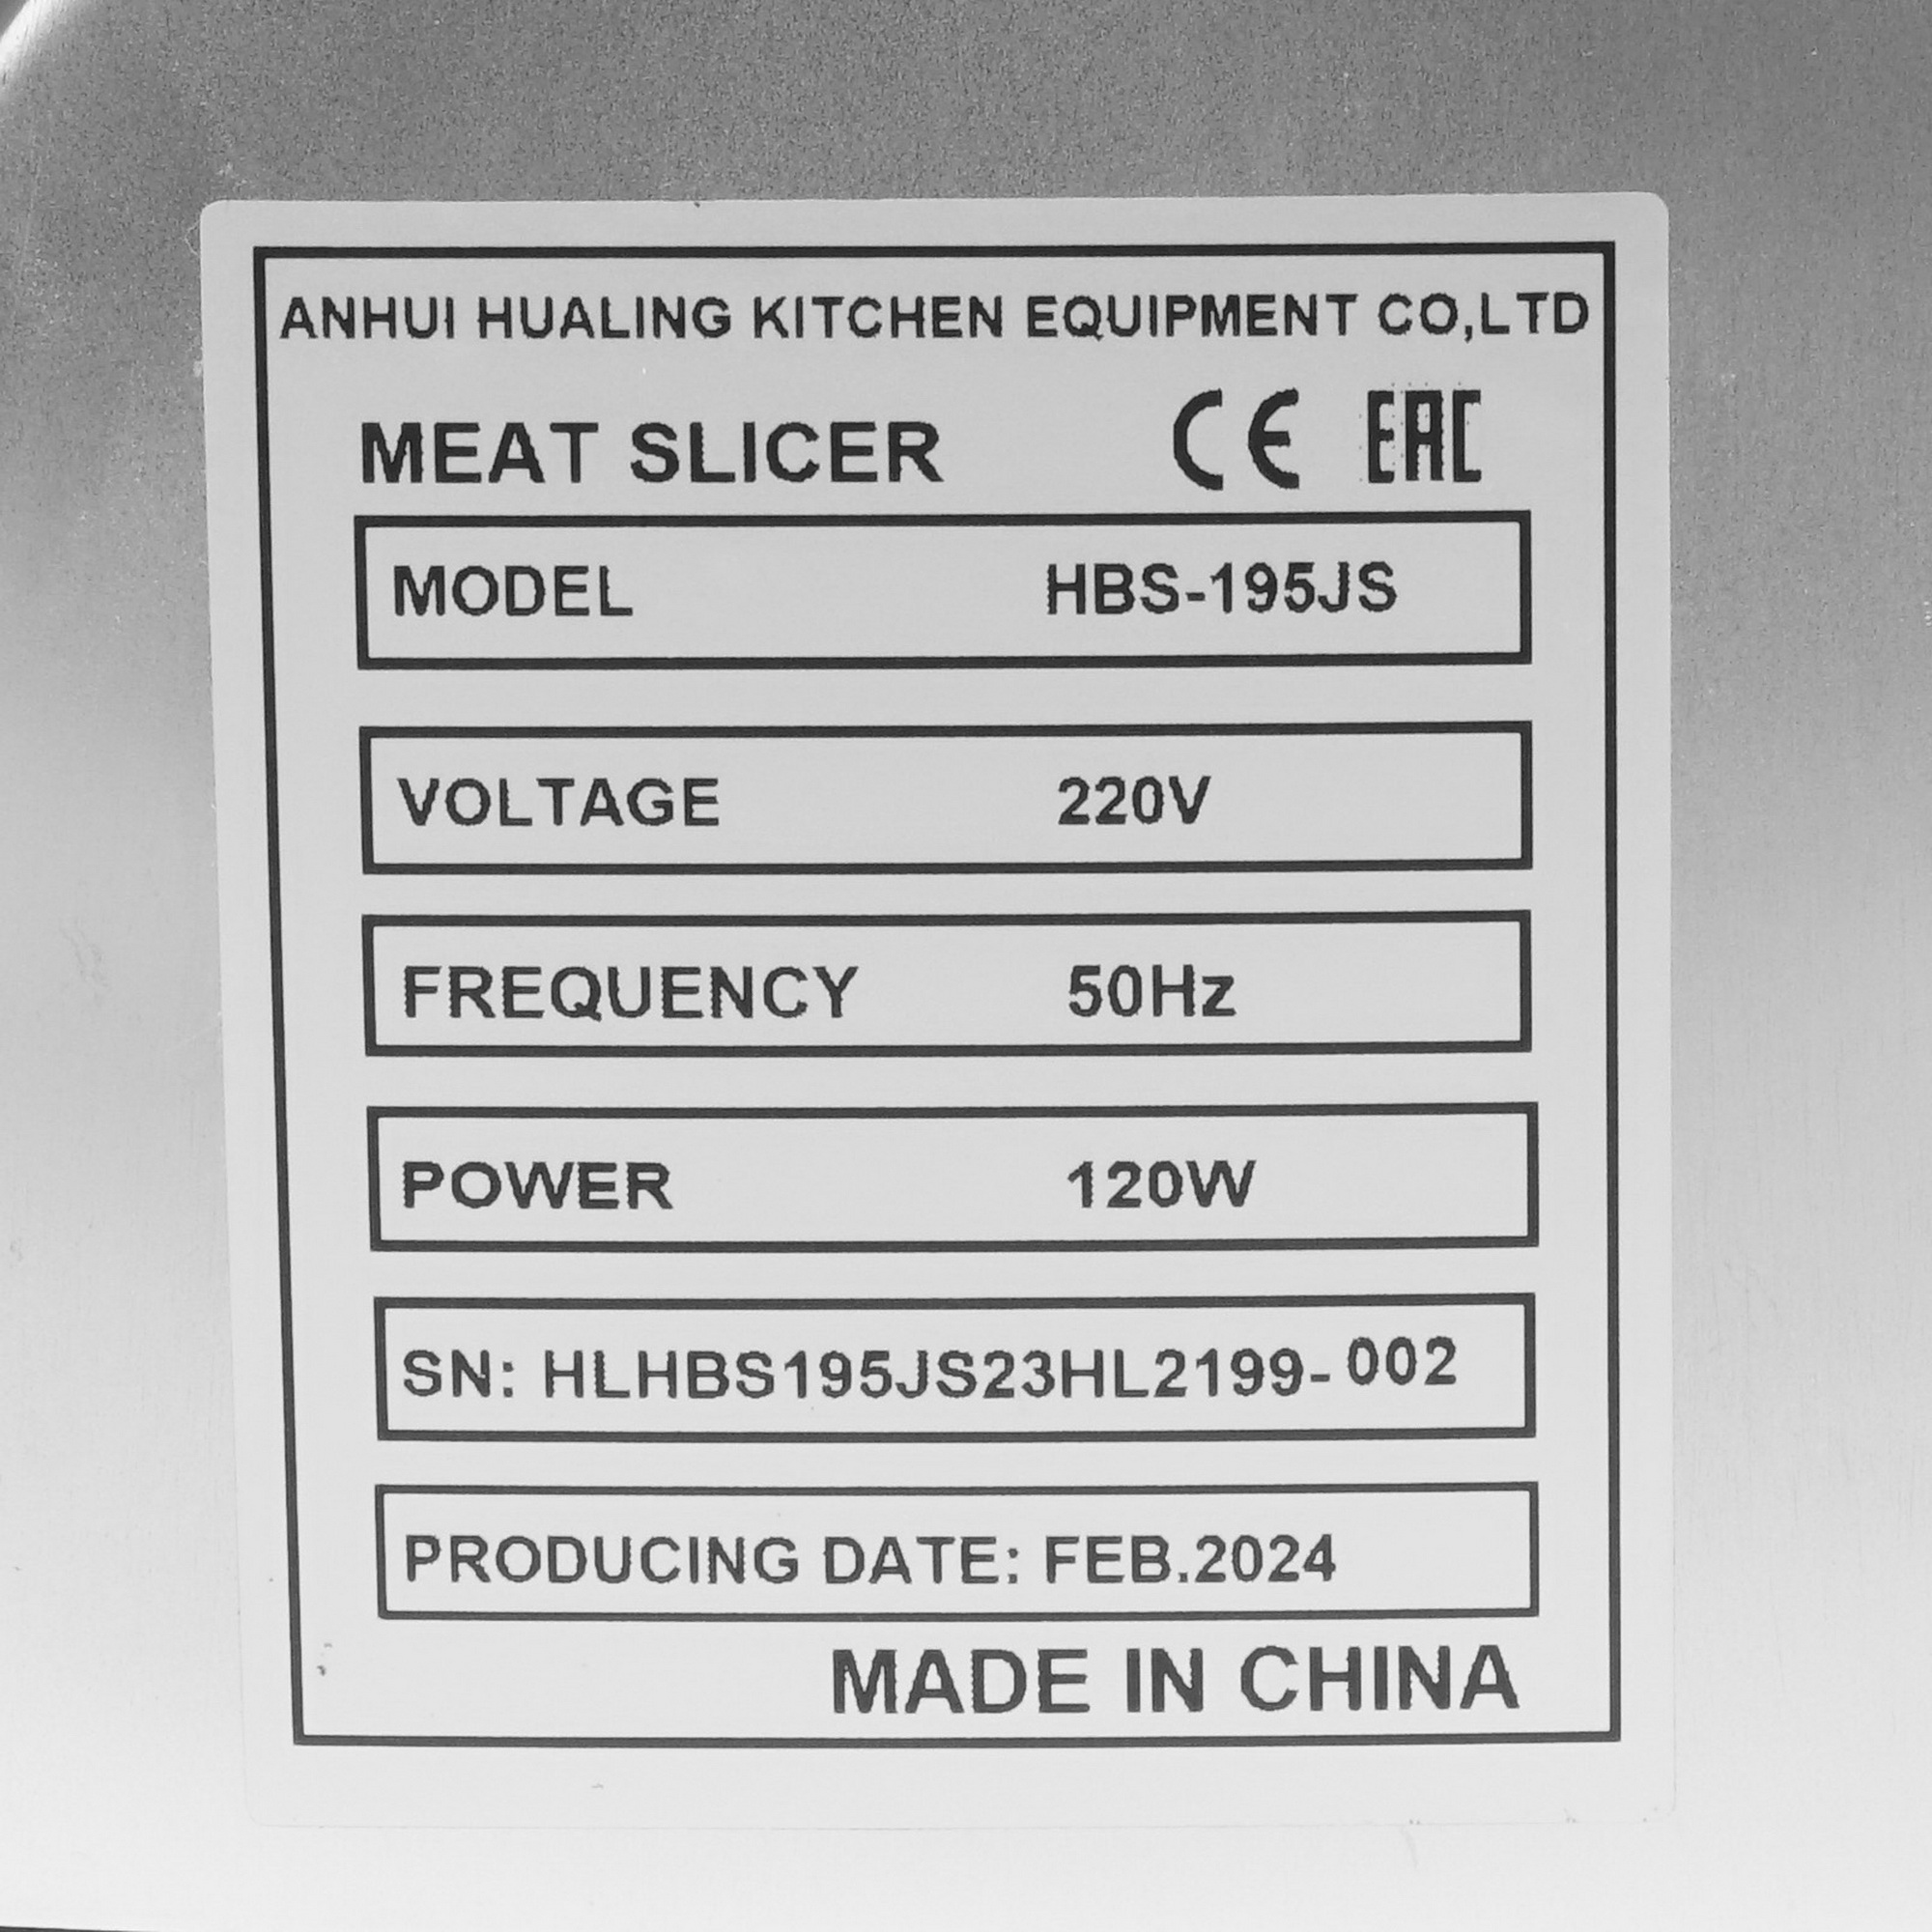 ANHUI HUALING KITCHEN EQUIPMENT CO,LTD
MEAT SLICER CE EAC
MODEL HBS-195JS
VOLTAGE 220V
FREQUENCY 50Hz
POWER 120W
SN: HLHBS195JS23HL2199-002
PRODUCING DATE: FEB.2024
MADE IN CHINA